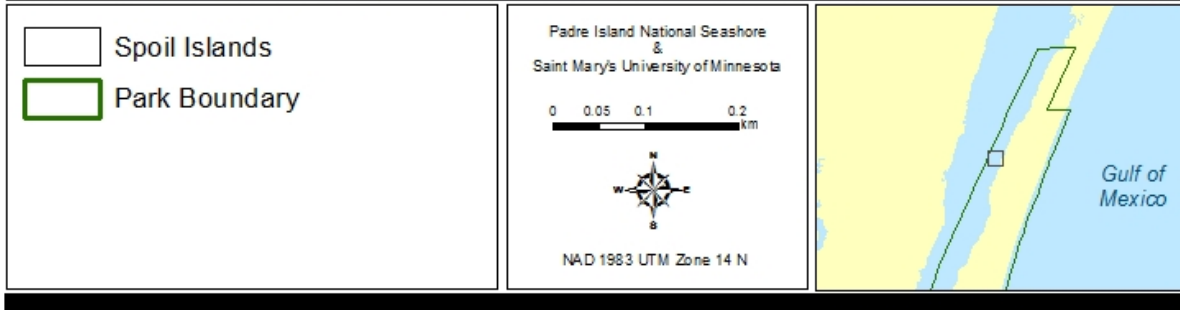 Spoil Islands
Park Boundary
Padre Island National Seashore
&
Saint Mary's University of Minnesota
0 0.05 0.1 0.2
km
N
W E
S
NAD 1983 UTM Zone 14 N
Gulf of
Mexico